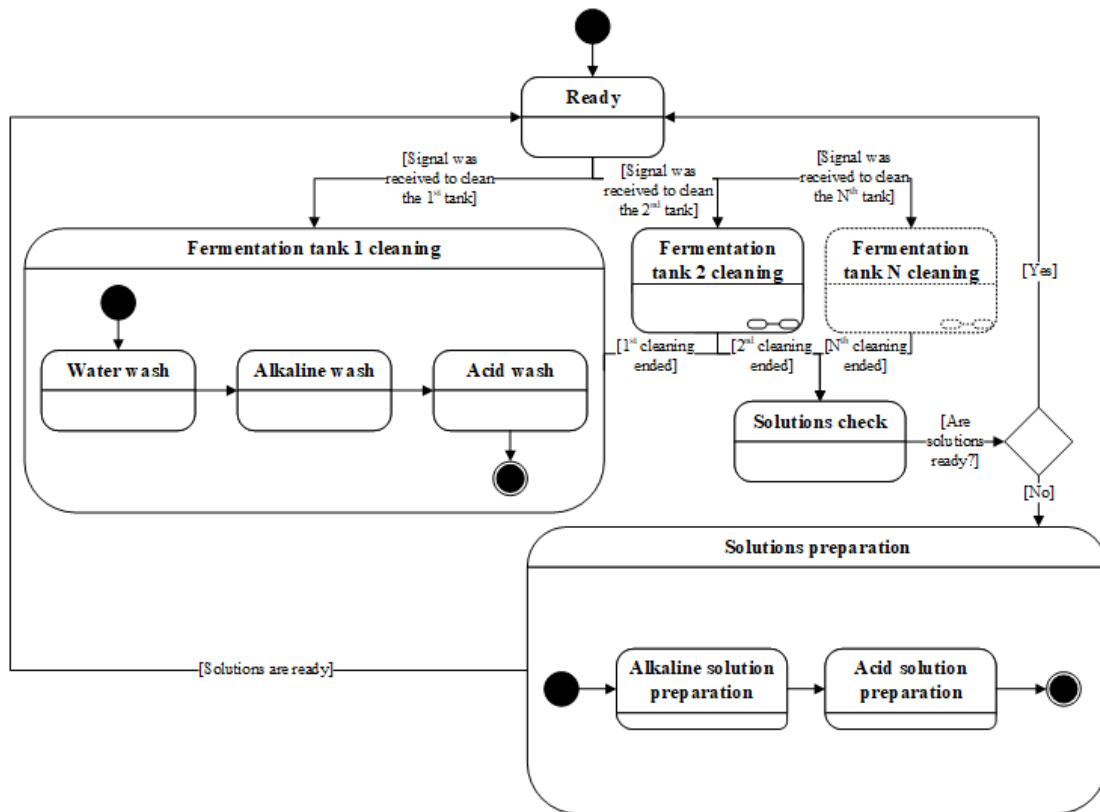 Ready
[Signal was
received to clean
the 1st tank]
[Signal was
received to clean
the 2nd tank]
[Signal was
received to clean
the Nth tank]
Fermentation tank 1 cleaning
Fermentation
tank 2 cleaning
Fermentation
tank N cleaning
[Yes]
Water wash
Alkaline wash
Acid wash
[1st cleaning
ended]
[2nd cleaning
ended]
[Nth cleaning
ended]
Solutions check
[Are
solutions
ready?]
[No]
Solutions preparation
[Solutions are ready]
Alkaline solution
preparation
Acid solution
preparation